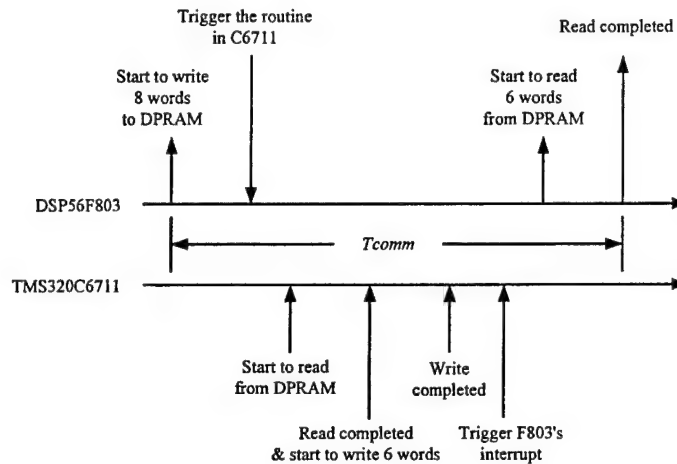 Trigger the routine
in C6711
Read completed
Start to write
8 words
to DPRAM
Start to read
6 words
from DPRAM
DSP56F803
Tcomm
TMS320C6711
Start to read
from DPRAM
Write
completed
Read completed
& start to write 6 words
Trigger F803's
interrupt